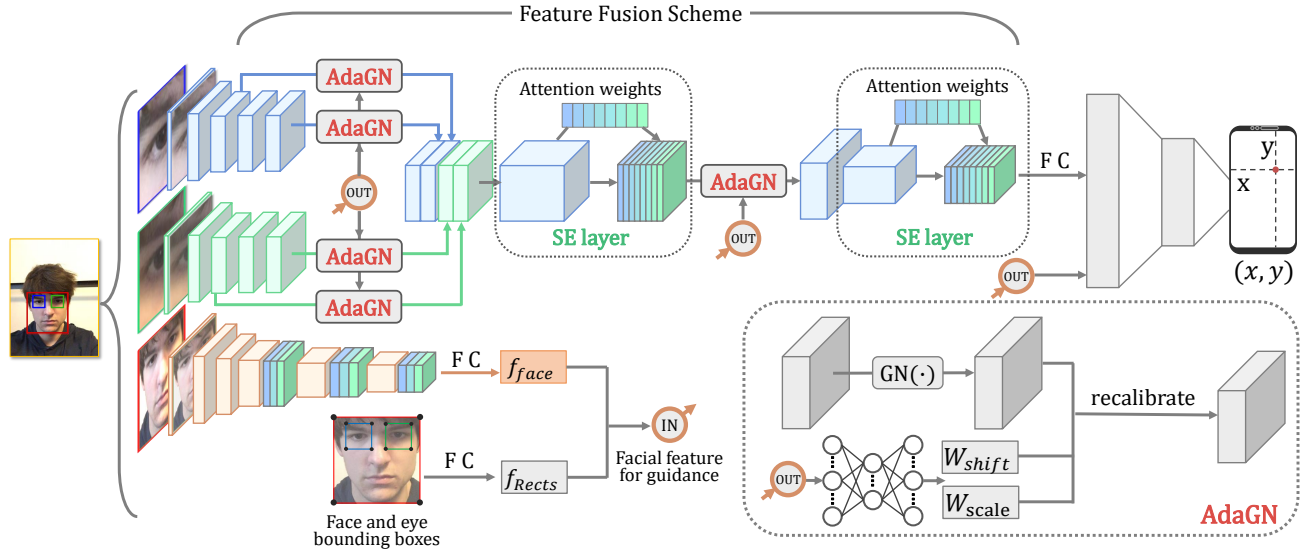 Feature Fusion Scheme
AdaGN
AdaGN
OUT
AdaGN
AdaGN
Attention weights
SE layer
AdaGN
OUT
Attention weights
SE layer
F C
OUT
y
x
(x, y)
F C
f_face
F C
f_Rects
IN
Facial feature
for guidance
Face and eye
bounding boxes
GN(·)
recalibrate
OUT
W_shift
W_scale
AdaGN